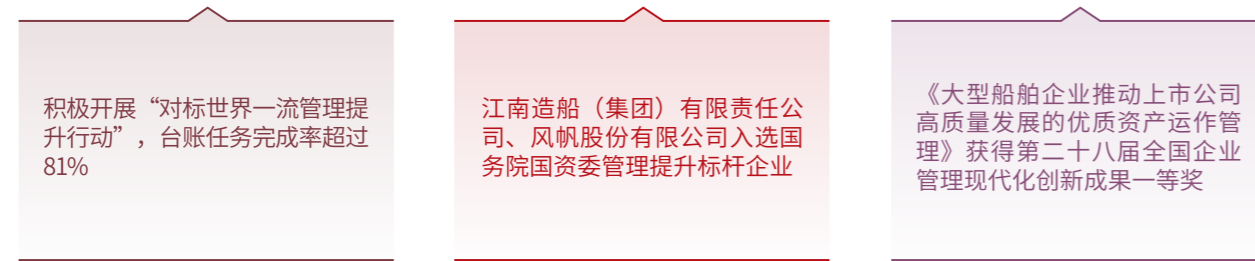 积极开展“对标世界一流管理提
升行动”，台账任务完成率超过
81%
江南造船（集团）有限责任公
司、风帆股份有限公司入选国
务院国资委管理提升标杆企业
《大型船舶企业推动上市公司
高质量发展的优质资产运作管
理》获得第二十八届全国企业
管理现代化创新成果一等奖